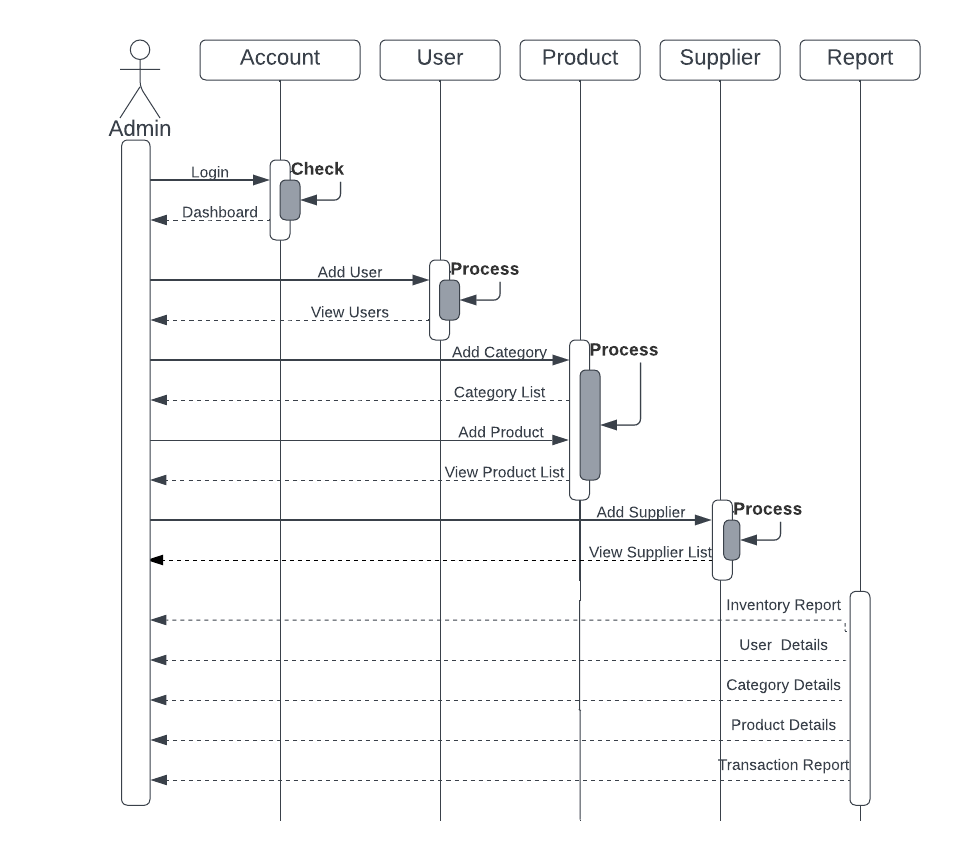 Account
User
Product
Supplier
Report
Admin
Check
Login
Dashboard
Process
Add User
View Users
Process
Add Category
Category List
Add Product
View Product List
Process
Add Supplier
View Supplier List
Inventory Report
User Details
Category Details
Product Details
Transaction Report